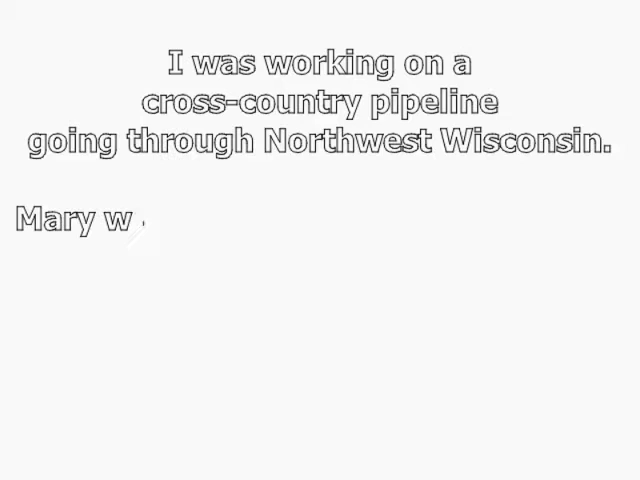 I was working on a
cross-country pipeline
going through Northwest Wisconsin.
Mary w